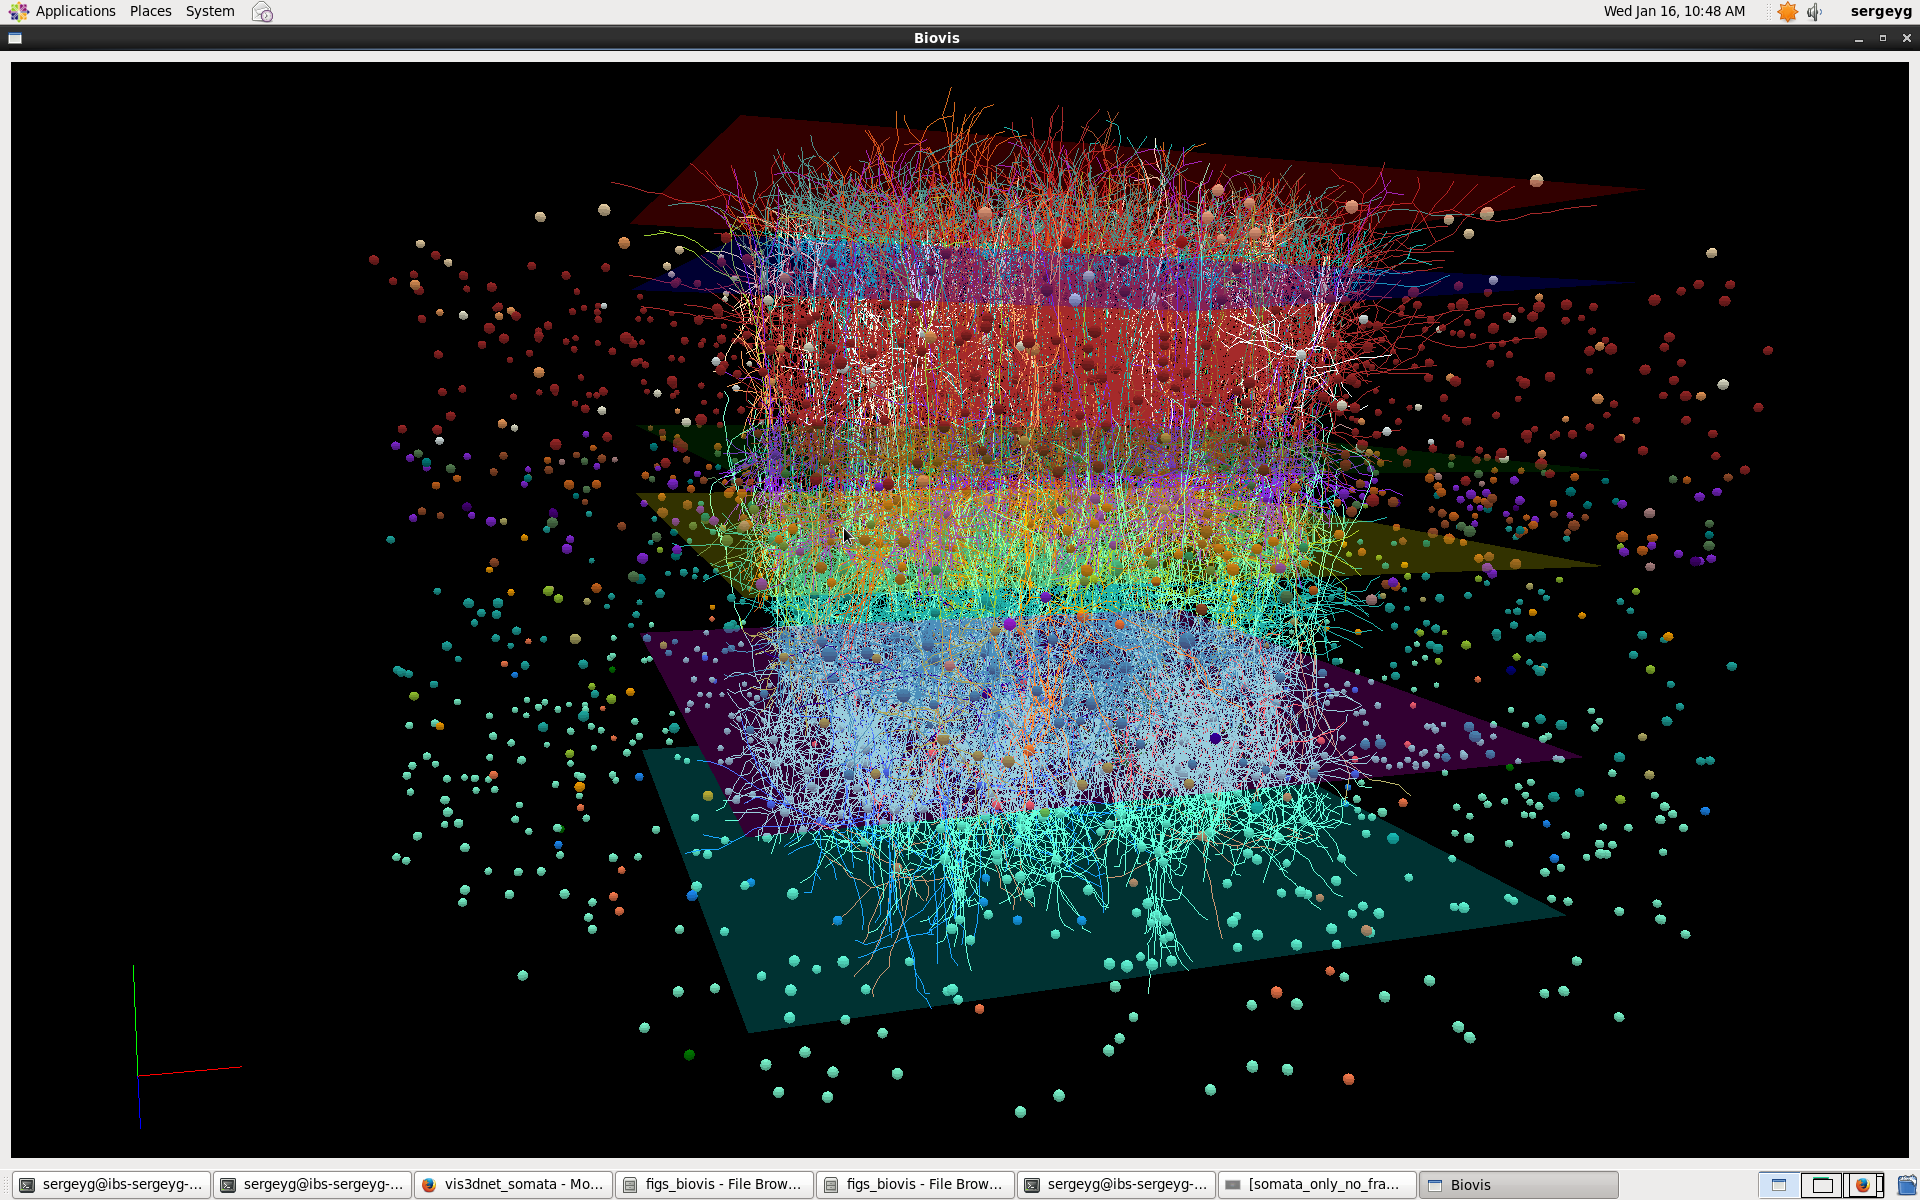 Applications Places System Wed Jan 16, 10:48 AM sergeyg
Biovis
sergeyg@ibs-sergeyg-... sergeyg@ibs-sergeyg-... vis3dnet_somata - Mo... figs_biovis - File Brow... figs_biovis - File Brow... sergeyg@ibs-sergeyg-... [somata_only_no_fra... Biovis